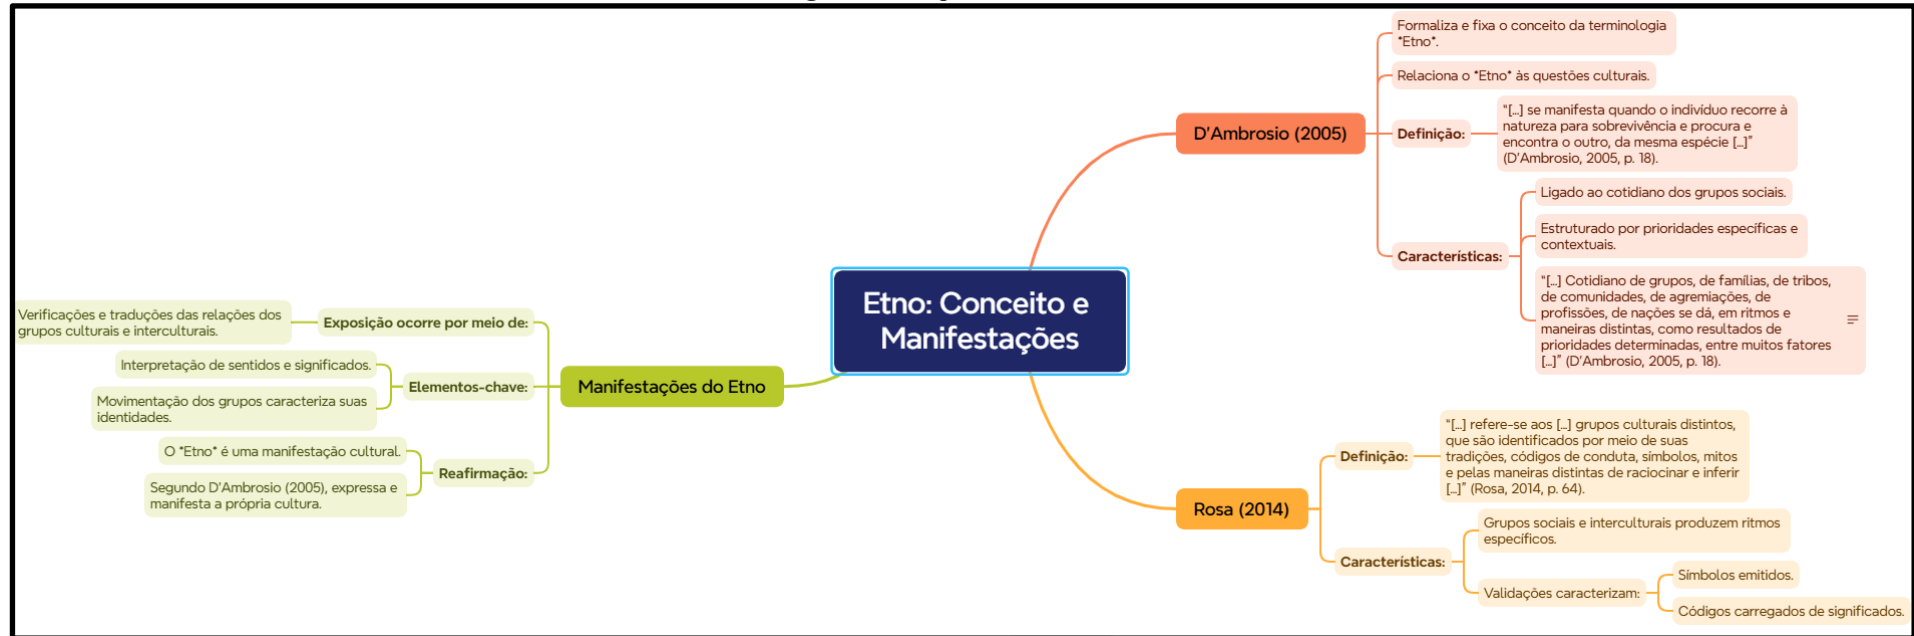 Etno: Conceito e
Manifestações
D'Ambrosio (2005)
Formaliza e fixa o conceito da terminologia
"Etno".
Relaciona o "Etno" às questões culturais.
Definição:
"[...] se manifesta quando o indivíduo recorre à
natureza para sobrevivência e procura e
encontra o outro, da mesma espécie [...]"
(D'Ambrosio, 2005, p. 18).
Características:
Ligado ao cotidiano dos grupos sociais.
Estruturado por prioridades específicas e
contextuais.
"[...] Cotidiano de grupos, de famílias, de tribos,
de comunidades, de agremiações, de
profissões, de nações se dá, em ritmos e
maneiras distintas, como resultados de
prioridades determinadas, entre muitos fatores
[...]" (D'Ambrosio, 2005, p. 18).
Rosa (2014)
Definição:
"[...] refere-se aos [...] grupos culturais distintos,
que são identificados por meio de suas
tradições, códigos de conduta, símbolos, mitos
e pelas maneiras distintas de raciocinar e inferir
[...]" (Rosa, 2014, p. 64).
Características:
Grupos sociais e interculturais produzem ritmos
específicos.
Validações caracterizam:
Símbolos emitidos.
Códigos carregados de significados.
Manifestações do Etno
Exposição ocorre por meio de:
Verificações e traduções das relações dos
grupos culturais e interculturais.
Elementos-chave:
Interpretação de sentidos e significados.
Movimentação dos grupos caracteriza suas
identidades.
Reafirmação:
O "Etno" é uma manifestação cultural.
Segundo D'Ambrosio (2005), expressa e
manifesta a própria cultura.